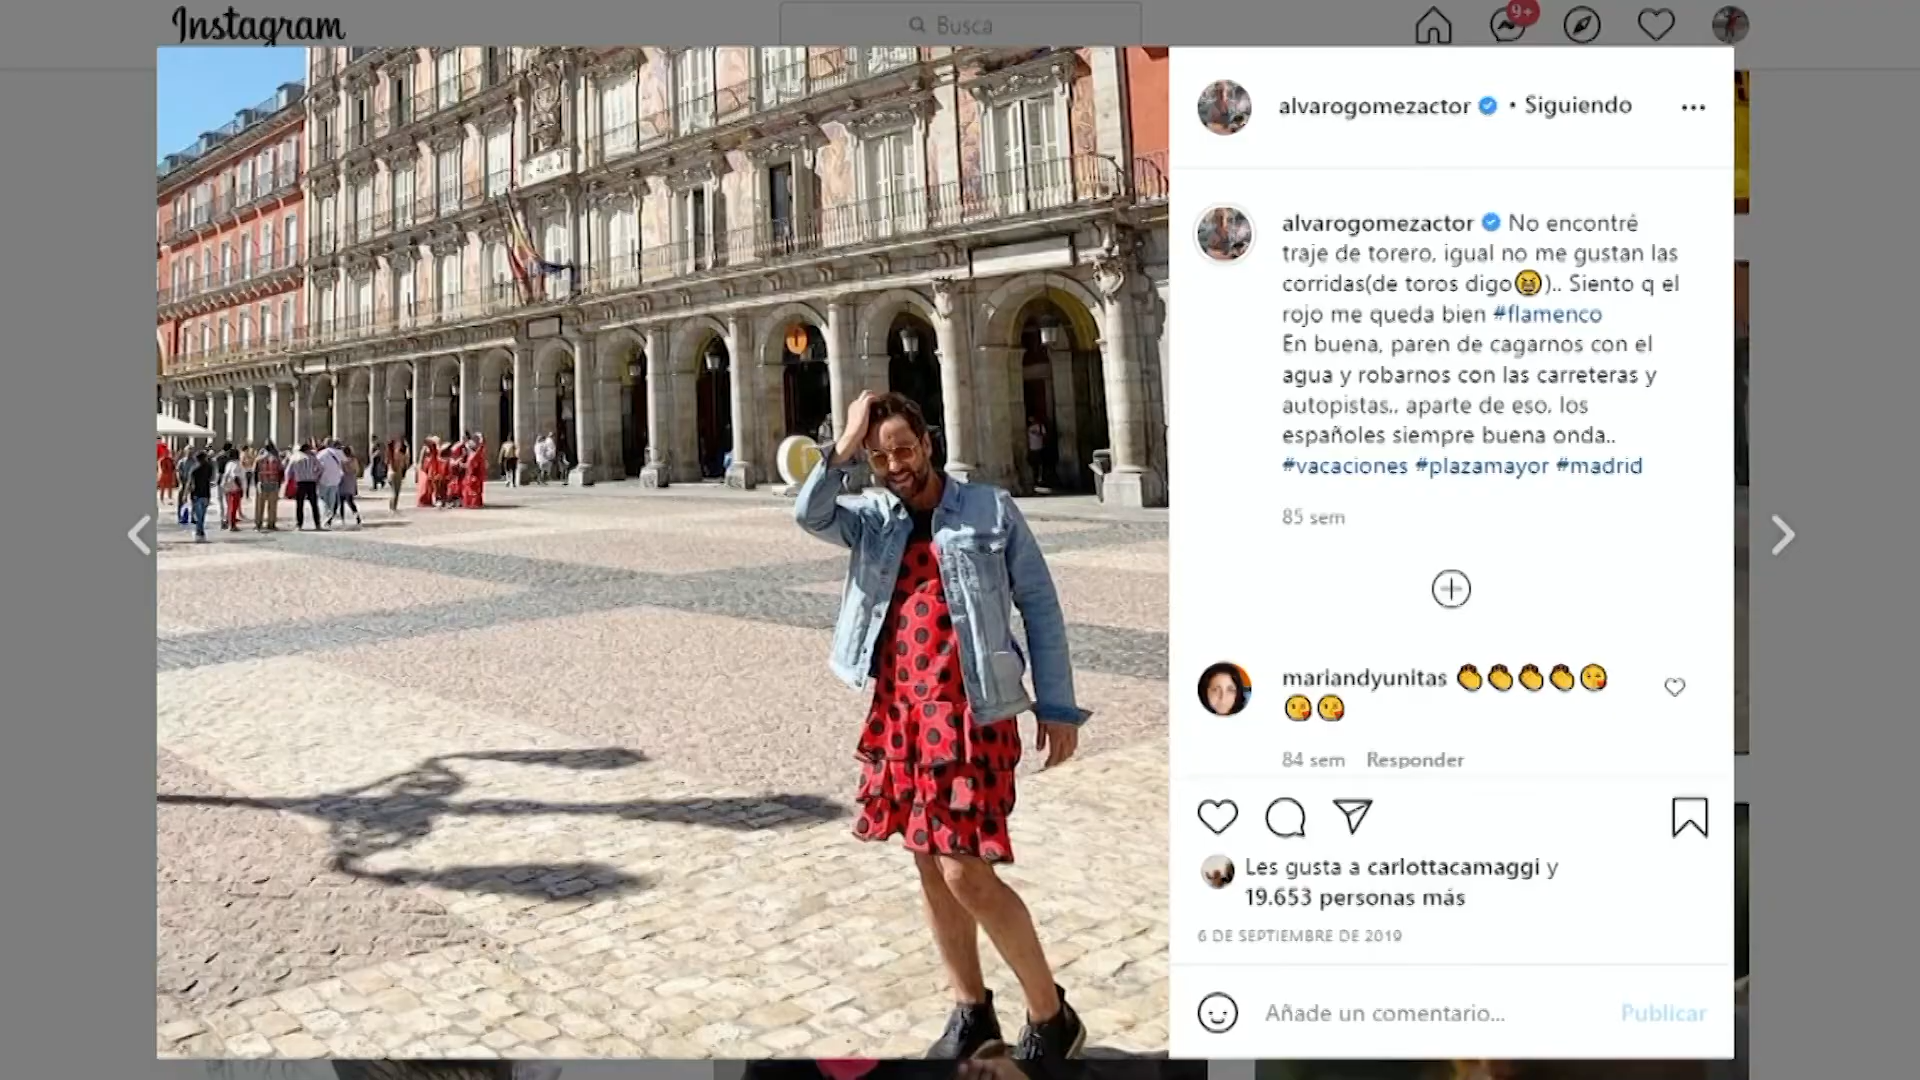 Instagram
Busca
9+
alvarogomezactor • Siguiendo
alvarogomezactor No encontré
traje de torero, igual no me gustan las
corridas(de toros digo😆).. Siento q el
rojo me queda bien #flamenco
En buena, paren de cagarnos con el
agua y robarnos con las carreteras y
autopistas.. aparte de eso, los
españoles siempre buena onda..
#vacaciones #plazamayor #madrid
85 sem
mariandyunitas 👏👏👏👏😘
😘😘
84 sem Responder
Les gusta a carlottacamaggi y
19.653 personas más
6 DE SEPTIEMBRE DE 2019
Añade un comentario...
Publicar